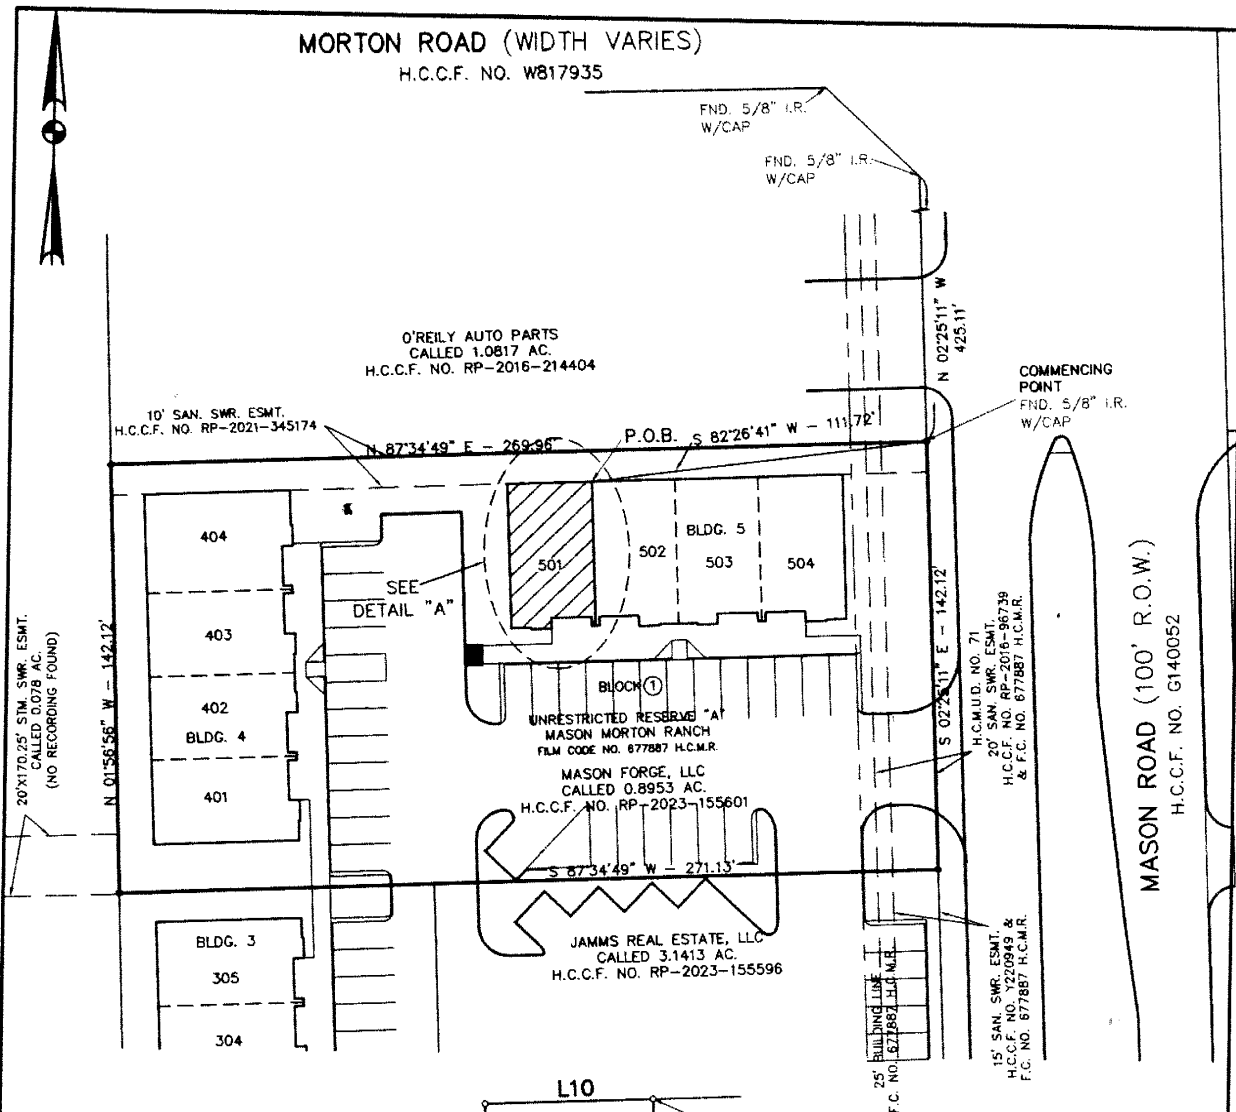 MORTON ROAD (WIDTH VARIES)
H.C.C.F. NO. W817935
FND. 5/8" I.R.
W/CAP
FND. 5/8" I.R.
W/CAP
N 02°25'11" W
425.11'
O'REILY AUTO PARTS
CALLED 1.0817 AC.
H.C.C.F. NO. RP-2016-214404
COMMENCING
POINT
FND. 5/8" I.R.
W/CAP
10' SAN. SWR. ESMT.
H.C.C.F. NO. RP-2021-345174
N 87°34'49" E - 269.96'
P.O.B.
S 82°26'41" W - 111.72'
404
403
402
BLDG. 4
401
SEE
DETAIL "A"
501
502
BLDG. 5
503
504
20'X170.25' STM. SWR. ESMT.
CALLED 0.078 AC.
(NO RECORDING FOUND)
N 01°56'56" W - 142.12'
S 02°25'11" E - 142.12'
H.C.M.U.D. NO. 71
20' SAN. SWR. ESMT.
H.C.C.F. NO. RP-2016-96739
& F.C. NO. 677887 H.C.M.R.
MASON ROAD (100' R.O.W.)
H.C.C.F. NO. G140052
BLOCK 1
UNRESTRICTED RESERVE "A"
MASON MORTON RANCH
FILM CODE NO. 677887 H.C.M.R.
MASON FORGE, LLC
CALLED 0.8953 AC.
H.C.C.F. NO. RP-2023-155601
S 87°34'49" W - 271.13'
JAMMS REAL ESTATE, LLC
CALLED 3.1413 AC.
H.C.C.F. NO. RP-2023-155596
BLDG. 3
305
304
25' BUILDING LINE
F.C. NO. 677887 H.C.M.R.
15' SAN. SWR. ESMT.
H.C.C.F. NO. Y220949 &
F.C. NO. 677887 H.C.M.R.
L10